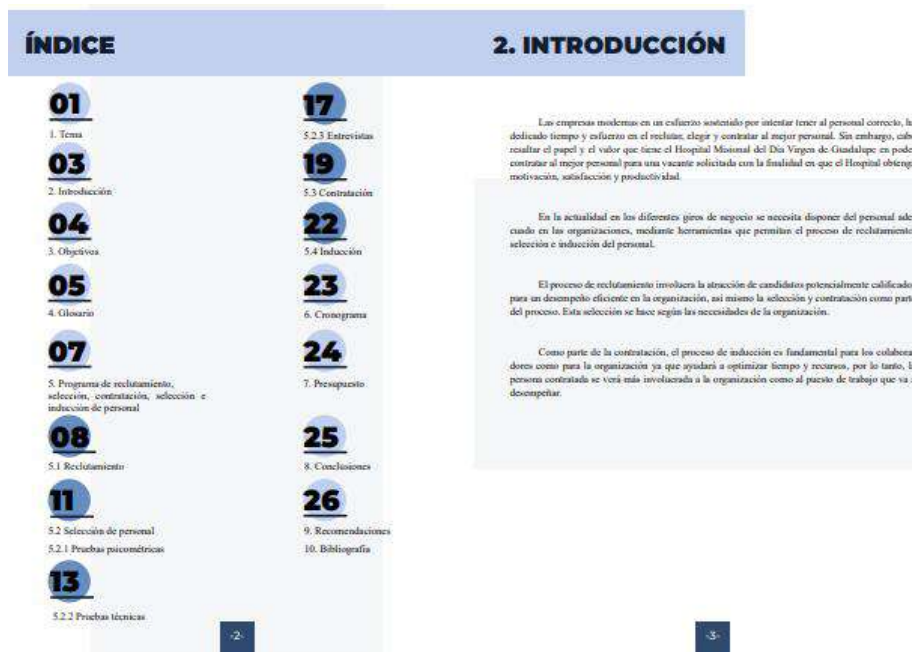 ÍNDICE
01
1. Tema
03
2. Introducción
04
3. Objetivos
05
4. Glosario
07
5. Programa de reclutamiento,
selección, contratación, selección e
inducción de personal
08
5.1 Reclutamiento
11
5.2 Selección de personal
5.2.1 Pruebas psicométricas
13
5.2.2 Pruebas técnicas
17
5.2.3 Entrevistas
19
5.3 Contratación
22
5.4 Inducción
23
6. Cronograma
24
7. Presupuesto
25
8. Conclusiones
26
9. Recomendaciones
10. Bibliografía
-2-
2. INTRODUCCIÓN
Las empresas modernas en un esfuerzo sostenido por intentar tener al personal correcto, h
dedicado tiempo y esfuerzo en el reclutar, elegir y contratar al mejor personal. Sin embargo, cab
resaltar el papel y el valor que tiene el Hospital Misional del Día Virgen de Guadalupe en pode
contratar al mejor personal para una vacante solicitada con la finalidad en que el Hospital obteng
motivación, satisfacción y productividad.
En la actualidad en los diferentes giros de negocio se necesita disponer del personal ade
cuado en las organizaciones, mediante herramientas que permitan el proceso de reclutamiento
selección e inducción del personal.
El proceso de reclutamiento involucra la atracción de candidatos potencialmente calificado
para un desempeño eficiente en la organización, así mismo la selección y contratación como part
del proceso. Esta selección se hace según las necesidades de la organización.
Como parte de la contratación, el proceso de inducción es fundamental para los colabora
dores como para la organización ya que ayudará a optimizar tiempo y recursos, por lo tanto, l
persona contratada se verá más involucrada a la organización como al puesto de trabajo que va
desempeñar.
-3-